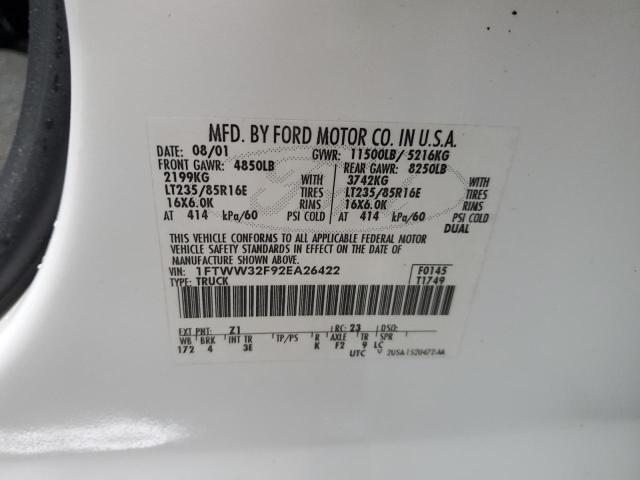 MFD. BY FORD MOTOR CO. IN U.S.A.
DATE: 08/01 GVWR: 11500LB/ 5216KG
FRONT GAWR: 4850LB REAR GAWR: 8250LB
2199KG WITH 3742KG WITH
LT235/85R16E TIRES LT235/85R16E TIRES
16X6.0K RIMS 16X6.0K RIMS
AT 414 kPa/60 PSI COLD AT 414 kPa/60 PSI COLD
DUAL
THIS VEHICLE CONFORMS TO ALL APPLICABLE FEDERAL MOTOR
VEHICLE SAFETY STANDARDS IN EFFECT ON THE DATE OF
MANUFACTURE SHOWN ABOVE.
VIN: 1FTWW32F92EA26422 F0145
TYPE: TRUCK T1749
EXT PNT: Z1 RC: 23 DSO:
WB BRK INT TR TP/PS R AXLE TR SPR
172 4 3E K F2 9 LC
UTC 2USA-1520472-AA